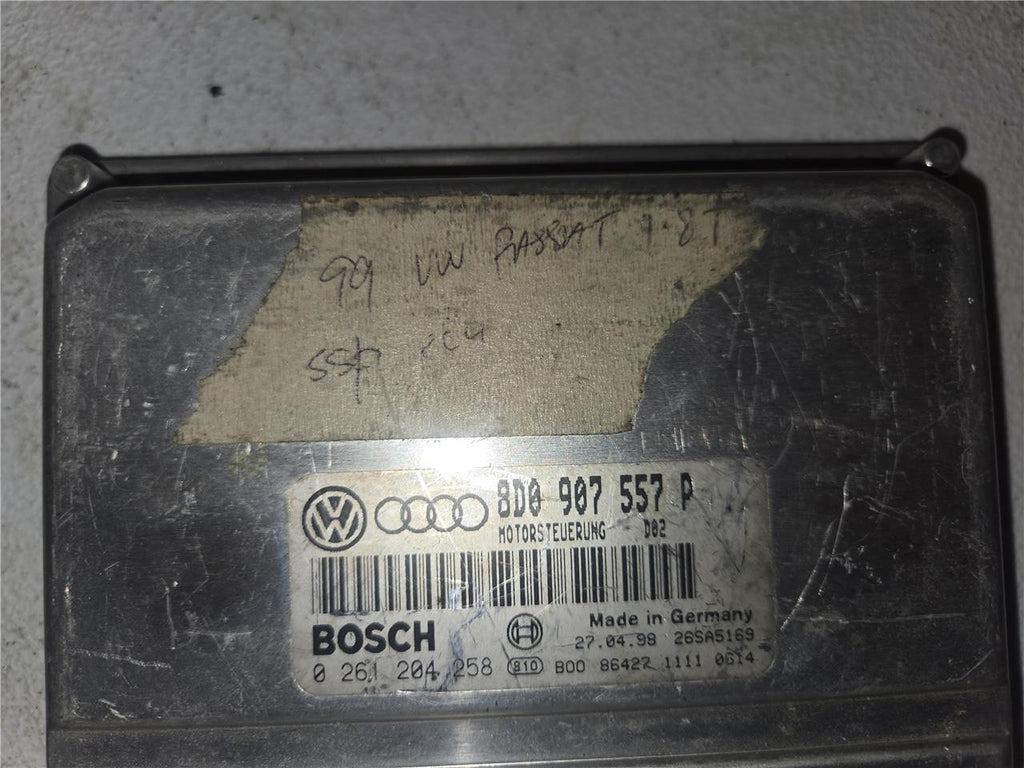 99 VW PASSAT 1.8T
ECU
8D0 907 557 P
MOTORSTEUERUNG D02
BOSCH
Made in Germany
27.04.98 26SA5169
0 261 204 258 810 B00 86427 1111 0614